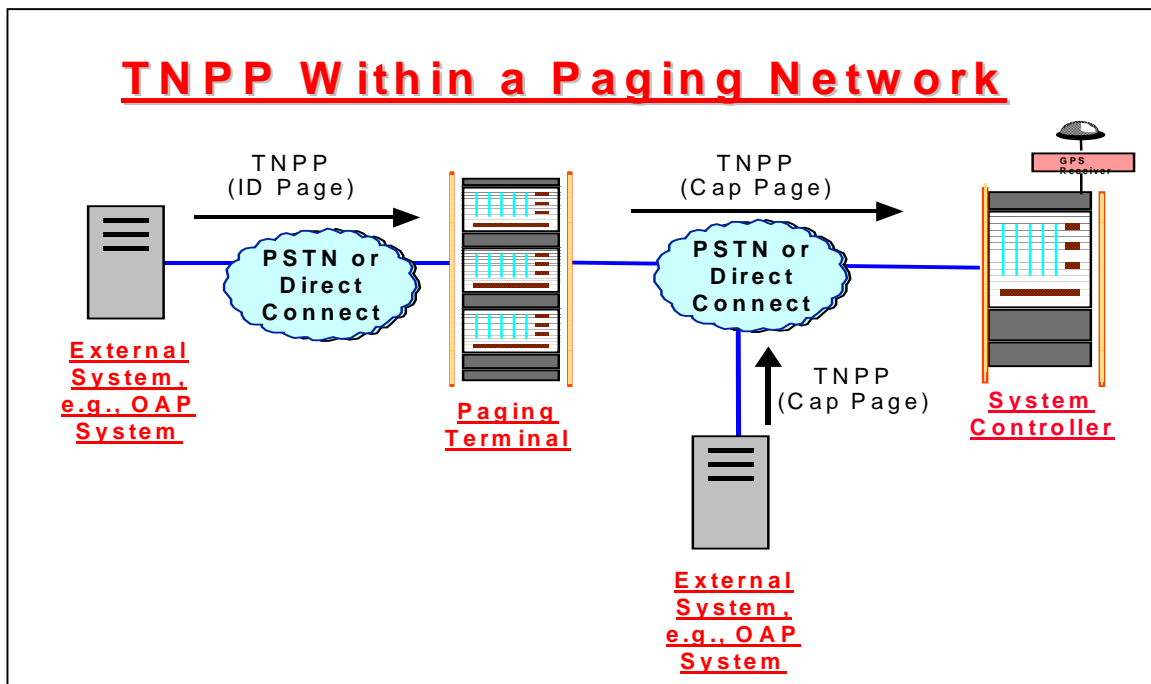 TNPP Within a Paging Network
TNPP
(ID Page)
TNPP
(Cap Page)
GPS
Receiver
PSTN or
Direct
Connect
PSTN or
Direct
Connect
External
System,
e.g., OAP
System
Paging
Terminal
TNPP
(Cap Page)
System
Controller
External
System,
e.g., OAP
System